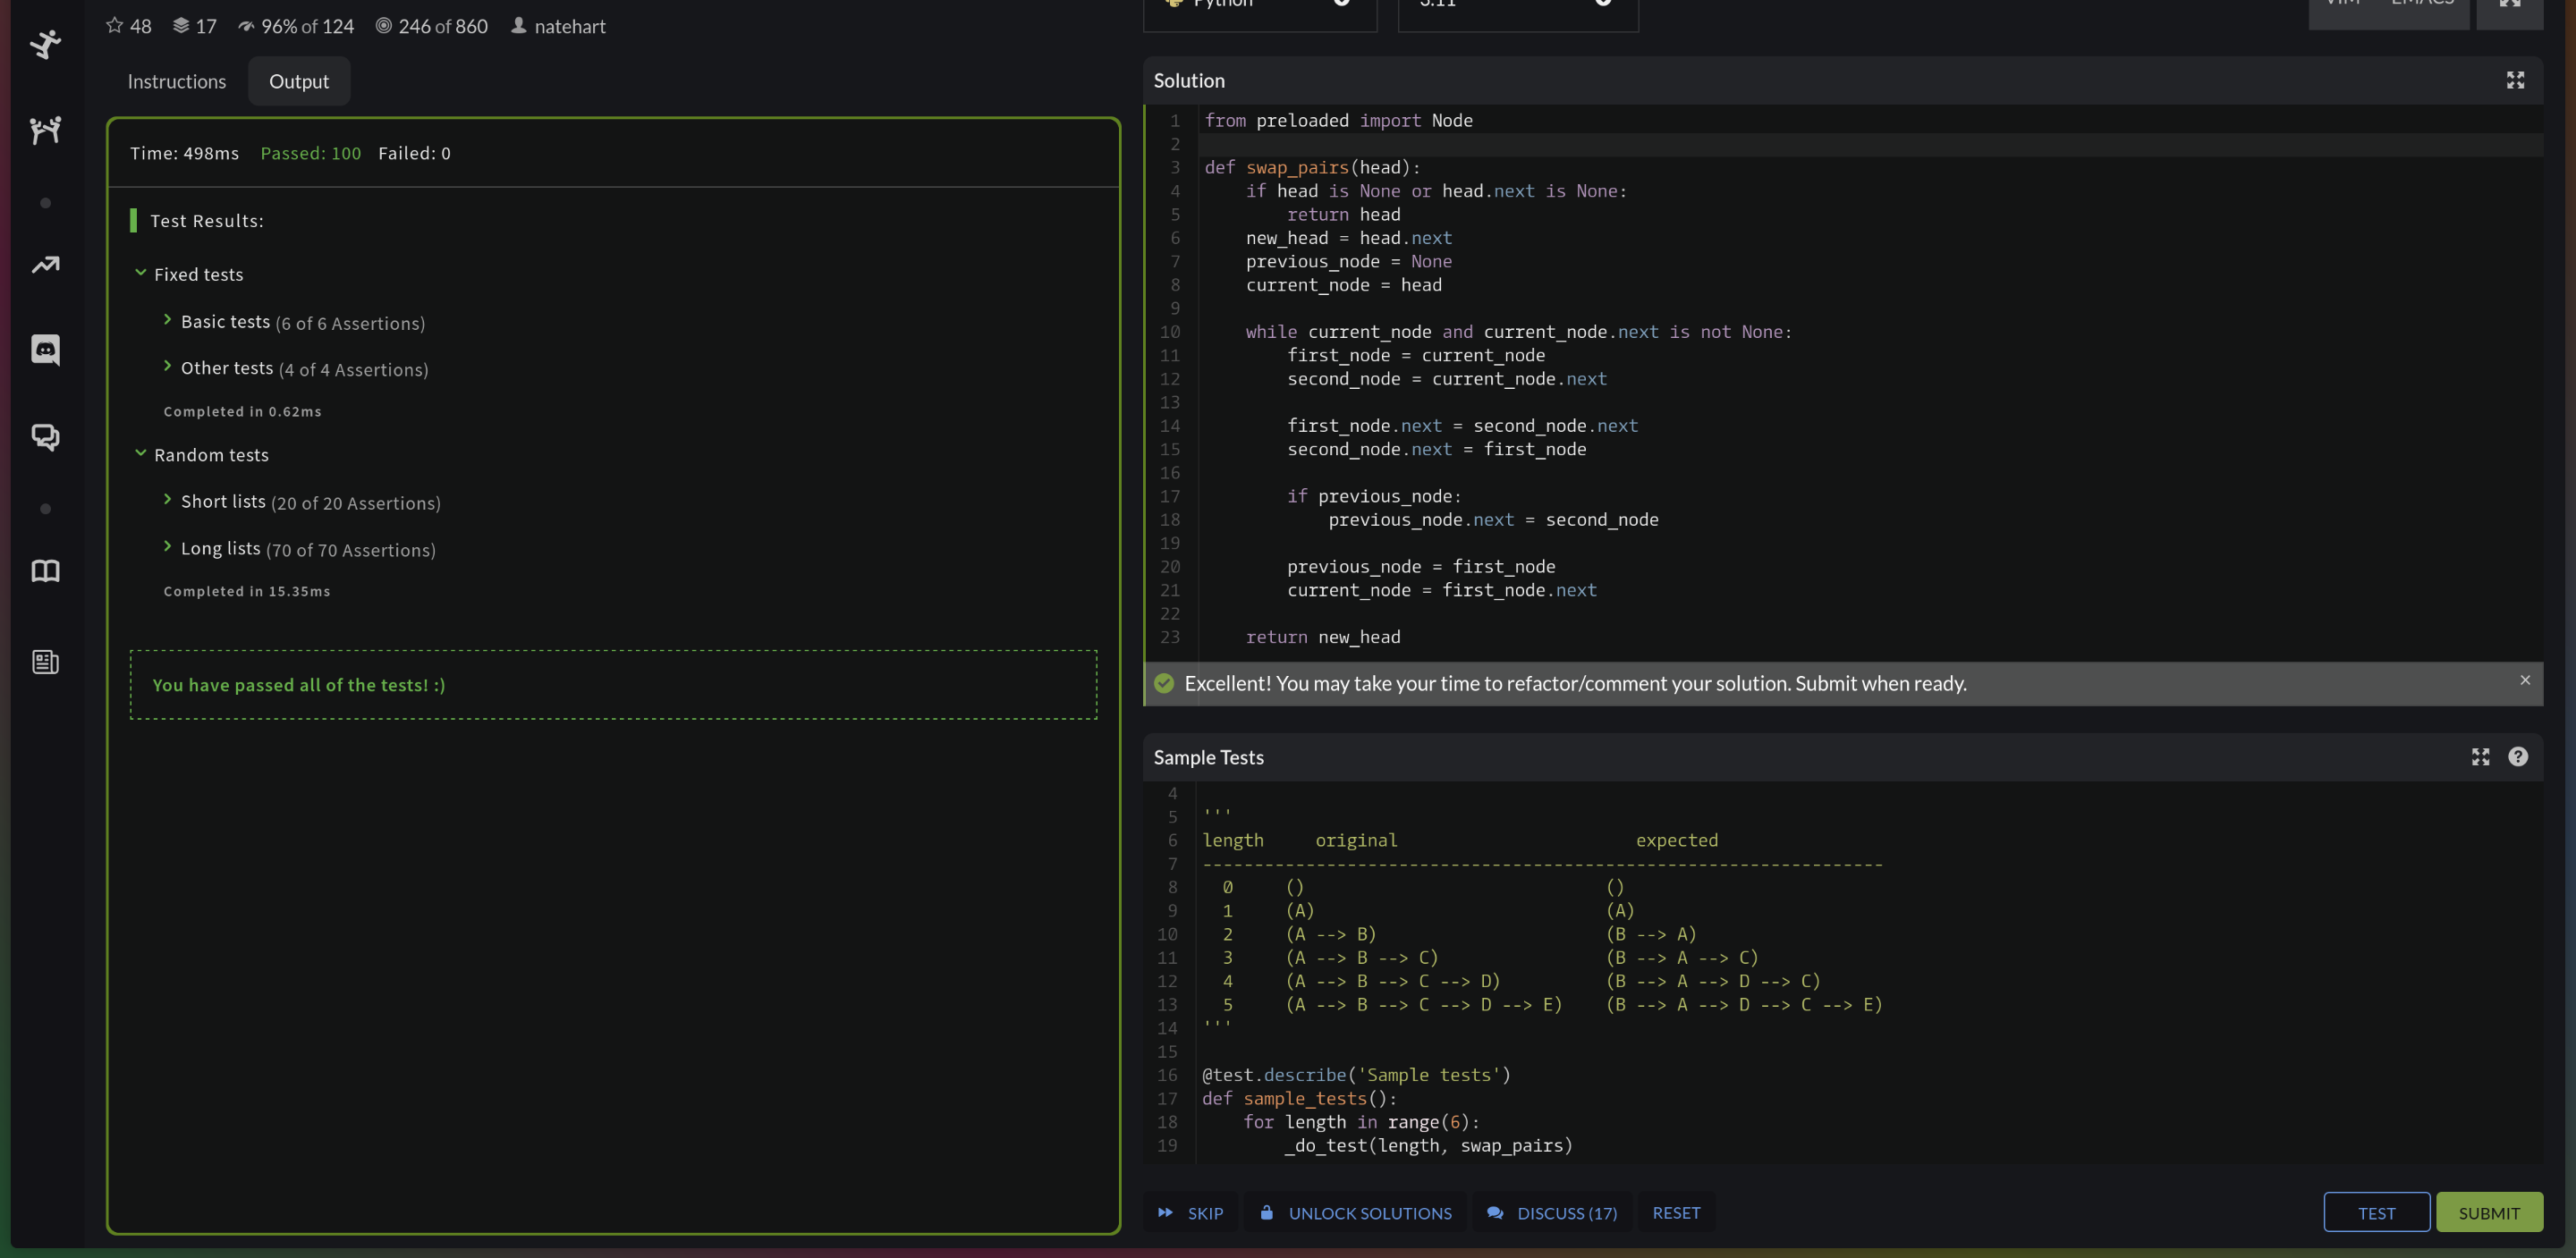 Python 3.11 VIM EMACS
48 17 96% of 124 246 of 860 natehart
Instructions Output
Time: 498ms Passed: 100 Failed: 0
Test Results:
Fixed tests
Basic tests (6 of 6 Assertions)
Other tests (4 of 4 Assertions)
Completed in 0.62ms
Random tests
Short lists (20 of 20 Assertions)
Long lists (70 of 70 Assertions)
Completed in 15.35ms
You have passed all of the tests! :)
Solution
1 from preloaded import Node
2
3 def swap_pairs(head):
4     if head is None or head.next is None:
5         return head
6     new_head = head.next
7     previous_node = None
8     current_node = head
9
10     while current_node and current_node.next is not None:
11         first_node = current_node
12         second_node = current_node.next
13
14         first_node.next = second_node.next
15         second_node.next = first_node
16
17         if previous_node:
18             previous_node.next = second_node
19
20         previous_node = first_node
21         current_node = first_node.next
22
23     return new_head
Excellent! You may take your time to refactor/comment your solution. Submit when ready. ×
Sample Tests
4
5 '''
6 length     original                       expected
7 ------------------------------------------------------------------
8   0     ()                             ()
9   1     (A)                            (A)
10   2     (A --> B)                      (B --> A)
11   3     (A --> B --> C)                (B --> A --> C)
12   4     (A --> B --> C --> D)          (B --> A --> D --> C)
13   5     (A --> B --> C --> D --> E)    (B --> A --> D --> C --> E)
14 '''
15
16 @test.describe('Sample tests')
17 def sample_tests():
18     for length in range(6):
19         _do_test(length, swap_pairs)
SKIP UNLOCK SOLUTIONS DISCUSS (17) RESET TEST SUBMIT